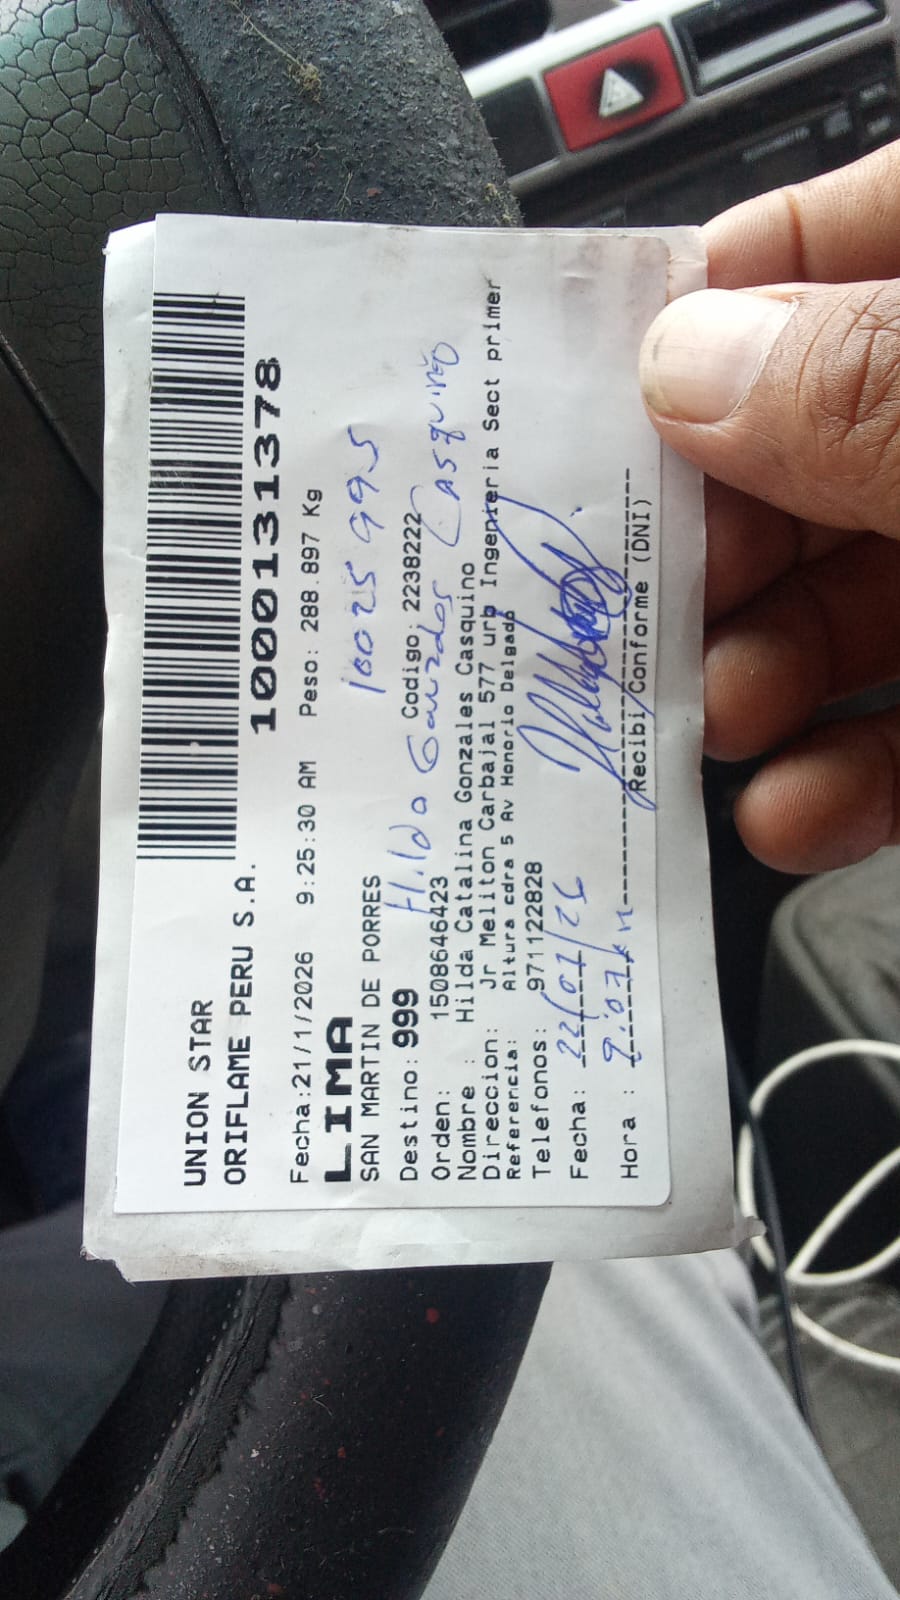 UNION STAR
ORIFLAME PERU S.A.
1000131378
Fecha:21/1/2026 9:25:30 AM Peso: 288.897 Kg
LIMA
SAN MARTIN DE PORRES
10025995
Destino: 999
Hilda Gonzales Casquino
Orden: 1508646423 Codigo: 2238222
Nombre : Hilda Catalina Gonzales Casquino
Direccion: Jr Meliton Carbajal 577 urb Ingenieria Sect primer
Referencia: Altura cdra 5 Av Honorio Delgado
Telefonos: 971122828
Fecha: 22/01/26
Hora :
Recibi Conforme (DNI)